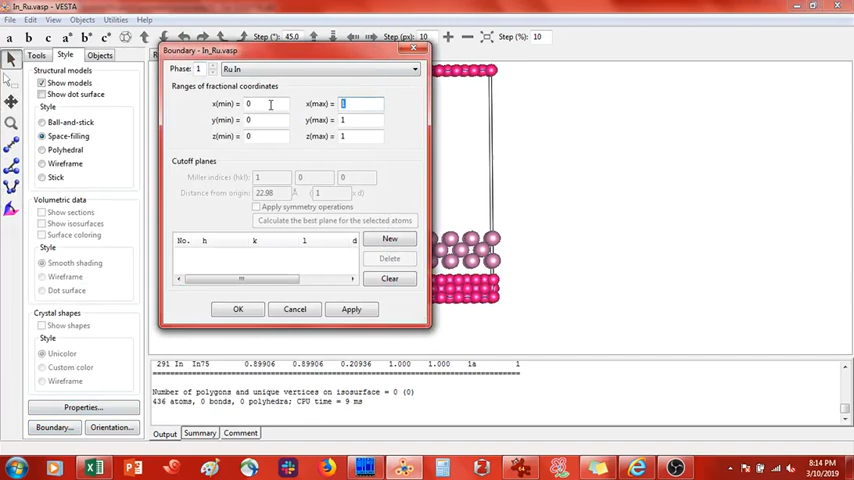 In_Ru.vasp - VESTA
File Edit View Objects Utilities Help
a b c a* b* c* Step (°): 45.0 Step (px): 10 Step (%): 10
Tools Style Objects
Structural models
Show models
Show dot surface
Style
Ball-and-stick
Space-filling
Polyhedral
Wireframe
Stick
Volumetric data
Show sections
Show isosurfaces
Surface coloring
Style
Smooth shading
Wireframe
Dot surface
Crystal shapes
Show shapes
Style
Unicolor
Custom color
Wireframe
Properties...
Boundary... Orientation...
Boundary - In_Ru.vasp
Phase: 1 Ru In
Ranges of fractional coordinates
x(min) = 0 x(max) = 1
y(min) = 0 y(max) = 1
z(min) = 0 z(max) = 1
Cutoff planes
Miller indices (hkl) 1 0 0
Distance from origin: 22.98 Å ( 1 x d)
Apply symmetry operations
Calculate the best plane for the selected atoms
No. h k l d
New
Delete
Clear
OK Cancel Apply
291 In In75 0.89906 0.89906 0.20936 1.000 1.000 1a 1
Number of polygons and unique vertices on isosurface = 0 (0)
436 atoms, 0 bonds, 0 polyhedra; CPU time = 9 ms
Output Summary Comment
8:14 PM
3/10/2019